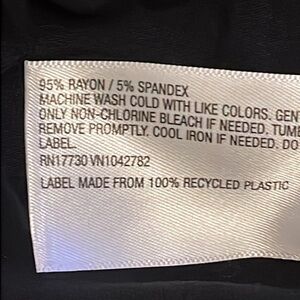 95% RAYON / 5% SPANDEX
MACHINE WASH COLD WITH LIKE COLORS. GENT
ONLY NON-CHLORINE BLEACH IF NEEDED. TUMB
REMOVE PROMPTLY. COOL IRON IF NEEDED. DO
LABEL.
RN17730 VN1042782
LABEL MADE FROM 100% RECYCLED PLASTIC